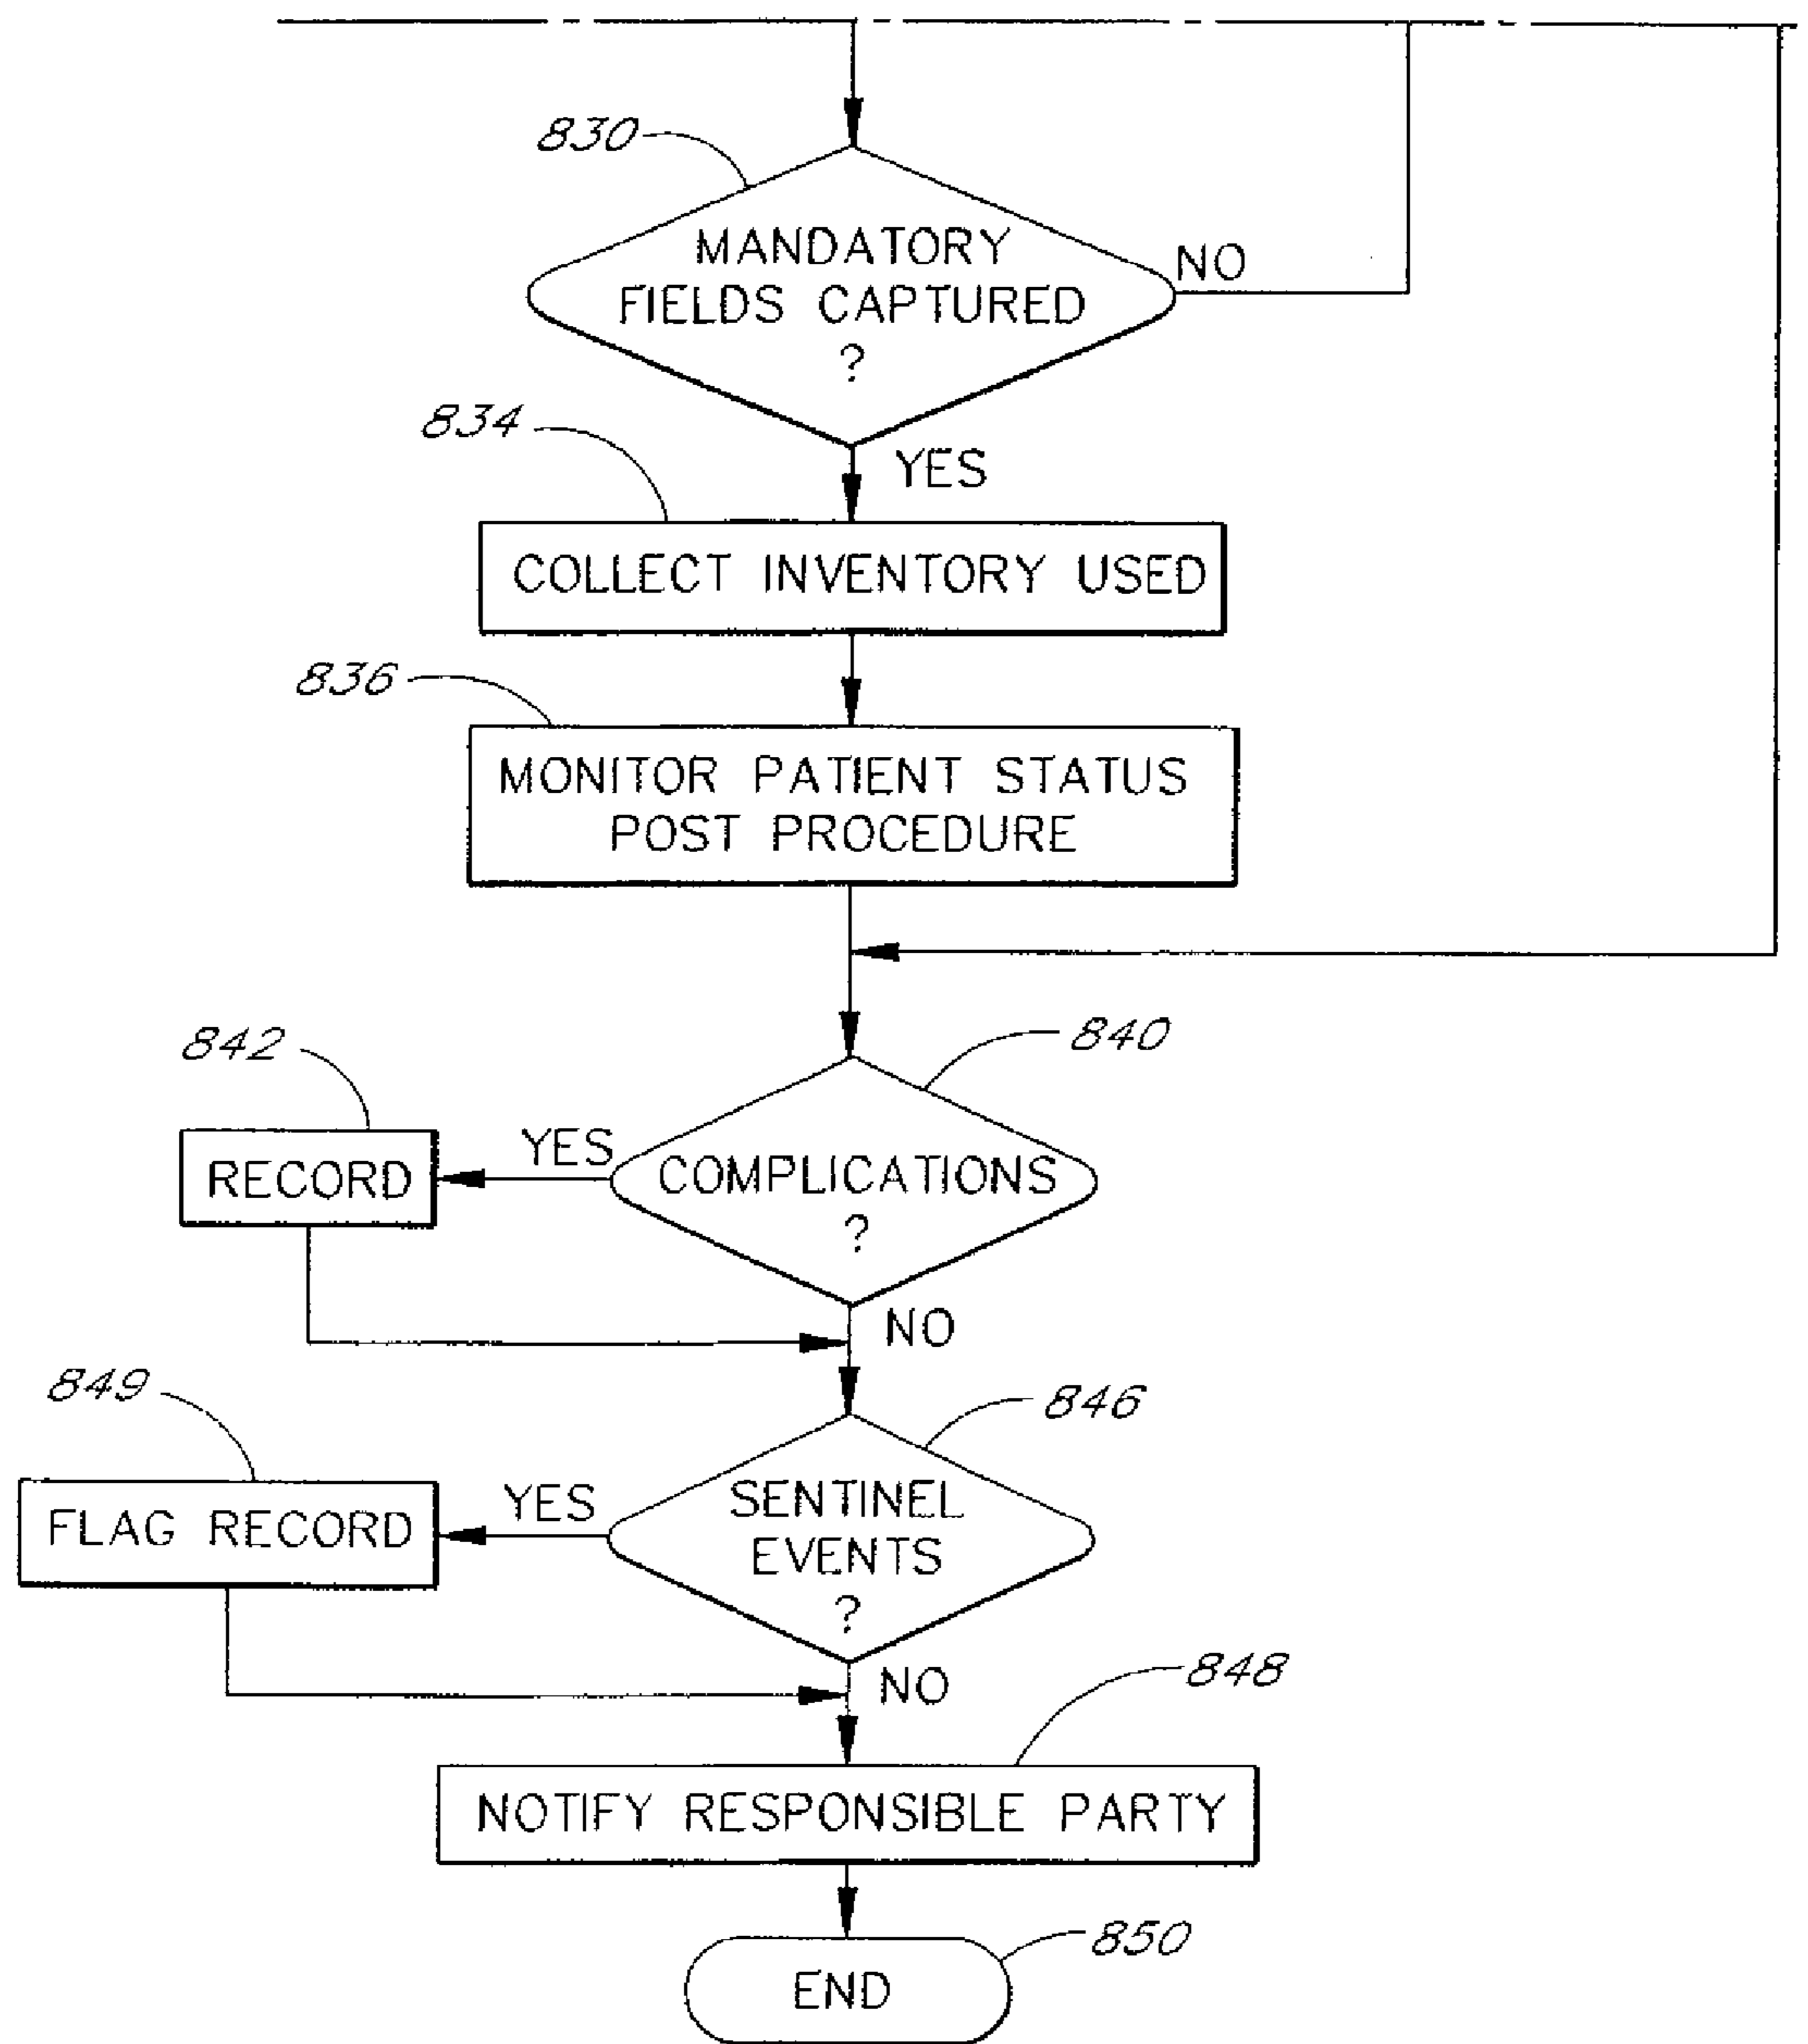 830
MANDATORY
FIELDS CAPTURED
?
NO
YES
834
COLLECT INVENTORY USED
836
MONITOR PATIENT STATUS
POST PROCEDURE
840
842
COMPLICATIONS
?
YES
RECORD
NO
846
849
SENTINEL
EVENTS
?
YES
FLAG RECORD
NO
848
NOTIFY RESPONSIBLE PARTY
850
END